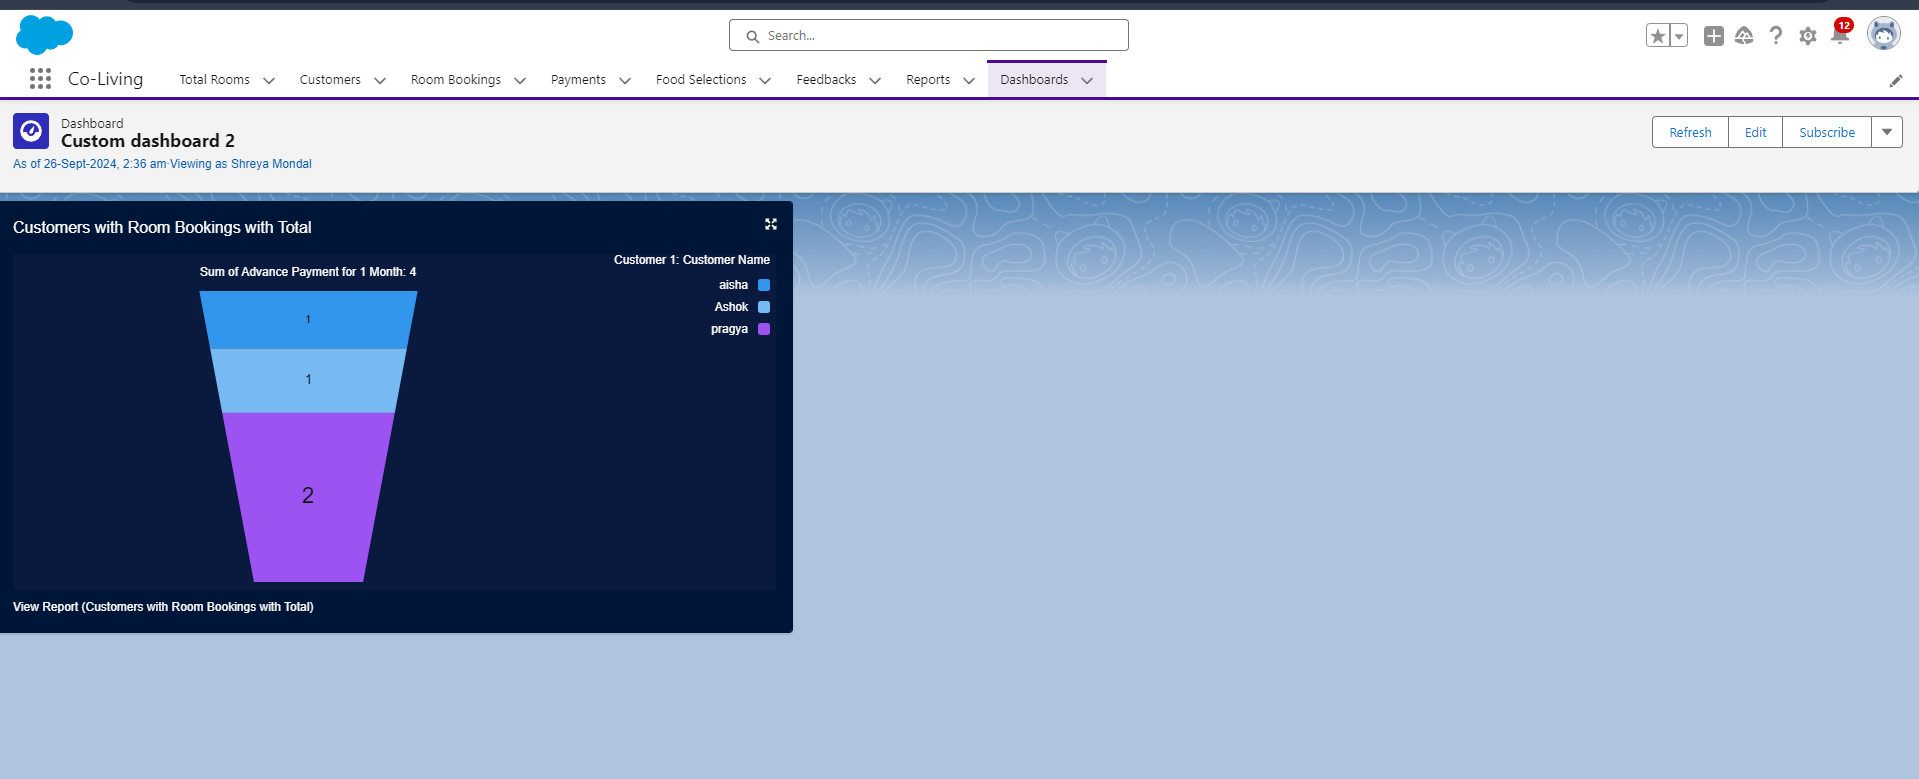 Search...
12
Co-Living
Total Rooms
Customers
Room Bookings
Payments
Food Selections
Feedbacks
Reports
Dashboards
Dashboard
Custom dashboard 2
As of 26-Sept-2024, 2:36 am·Viewing as Shreya Mondal
Refresh
Edit
Subscribe
Customers with Room Bookings with Total
Sum of Advance Payment for 1 Month: 4
1
1
2
Customer 1: Customer Name
aisha
Ashok
pragya
View Report (Customers with Room Bookings with Total)